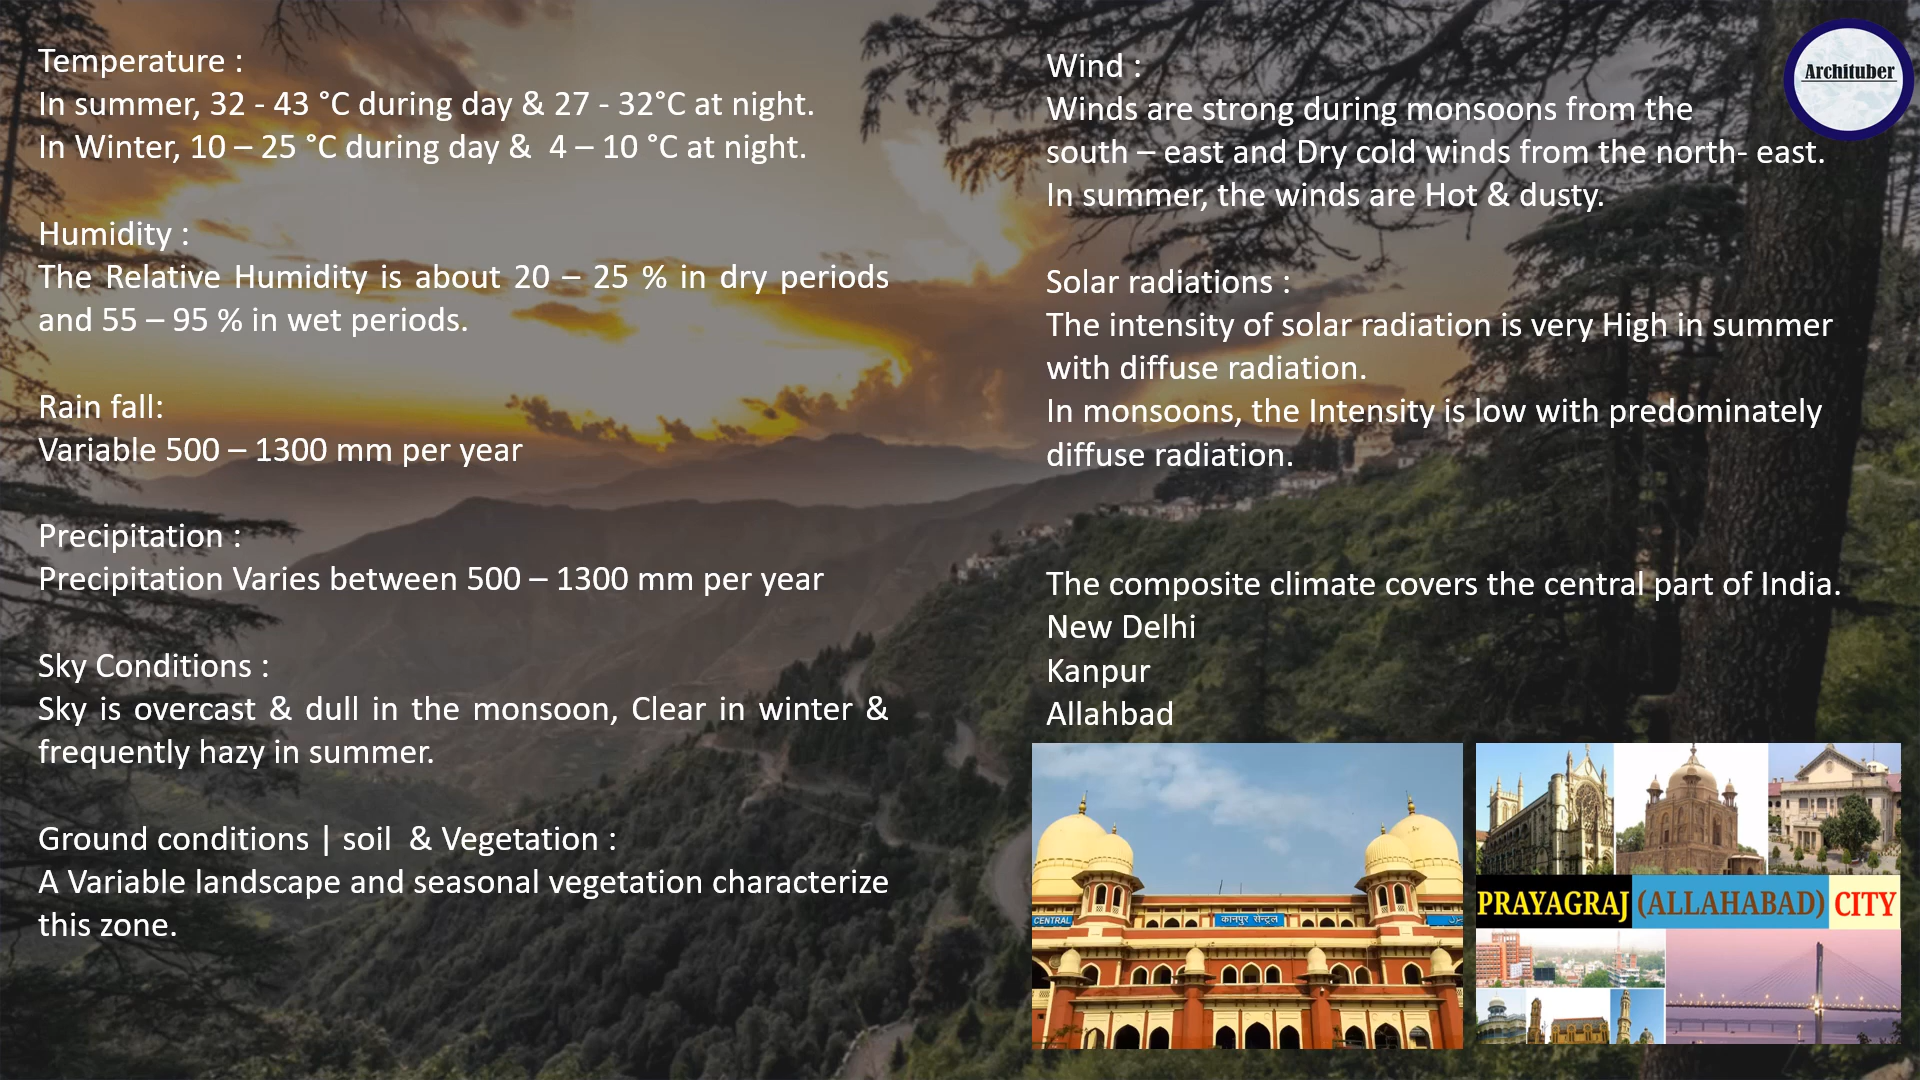 Temperature :
In summer, 32 - 43 °C during day & 27 - 32°C at night.
In Winter, 10 – 25 °C during day &  4 – 10 °C at night.
Humidity :
The Relative Humidity is about 20 – 25 % in dry periods
and 55 – 95 % in wet periods.
Rain fall:
Variable 500 – 1300 mm per year
Precipitation :
Precipitation Varies between 500 – 1300 mm per year
Sky Conditions :
Sky is overcast & dull in the monsoon, Clear in winter &
frequently hazy in summer.
Ground conditions | soil  & Vegetation :
A Variable landscape and seasonal vegetation characterize
this zone.
Wind :
Winds are strong during monsoons from the
south – east and Dry cold winds from the north- east.
In summer, the winds are Hot & dusty.
Solar radiations :
The intensity of solar radiation is very High in summer
with diffuse radiation.
In monsoons, the Intensity is low with predominately
diffuse radiation.
The composite climate covers the central part of India.
New Delhi
Kanpur
Allahbad
Archituber
CENTRAL
कानपुर सेन्ट्रल
PRAYAGRAJ (ALLAHABAD) CITY